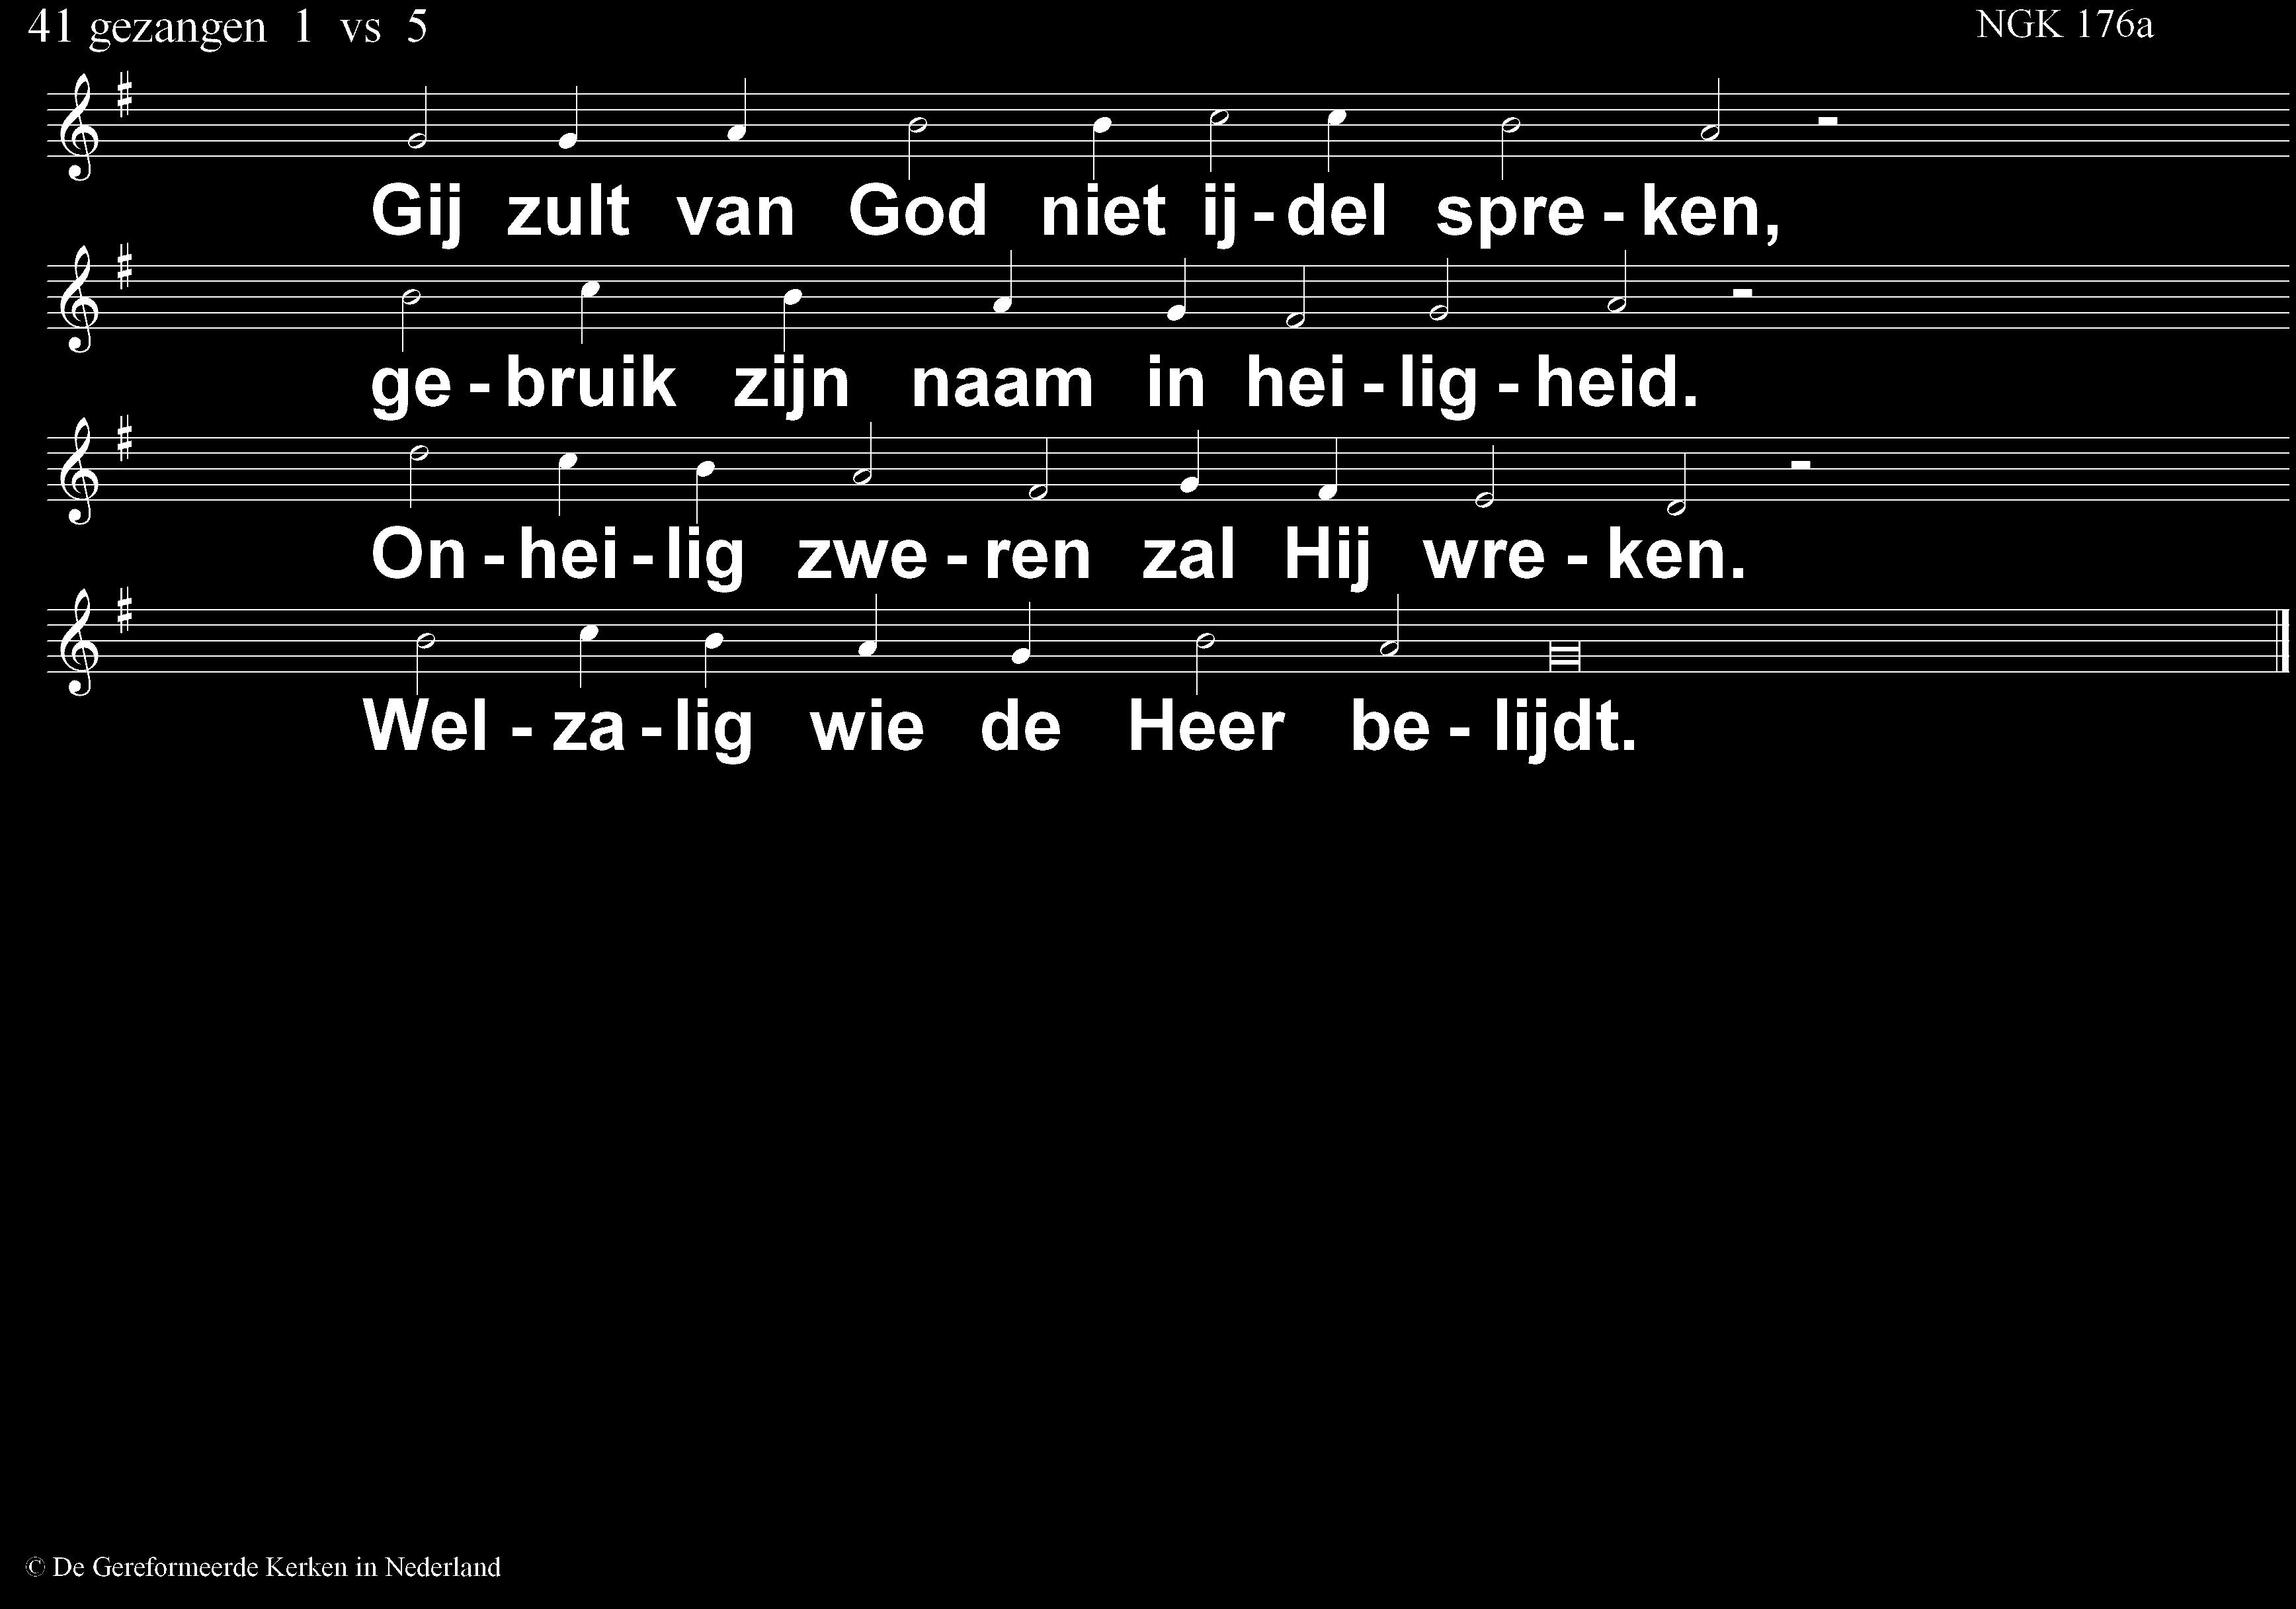 41 gezangen 1 vs 5 NGK 176a
Gij zult van God niet ij - del spre - ken,
ge - bruik zijn naam in hei - lig - heid.
On - hei - lig zwe - ren zal Hij wre - ken.
Wel - za - lig wie de Heer be - lijdt.
© De Gereformeerde Kerken in Nederland